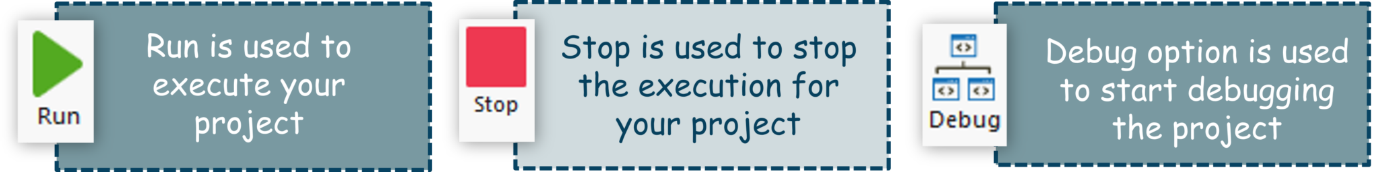 Run
Run is used to
execute your
project
Stop
Stop is used to stop
the execution for
your project
Debug
Debug option is used
to start debugging
the project